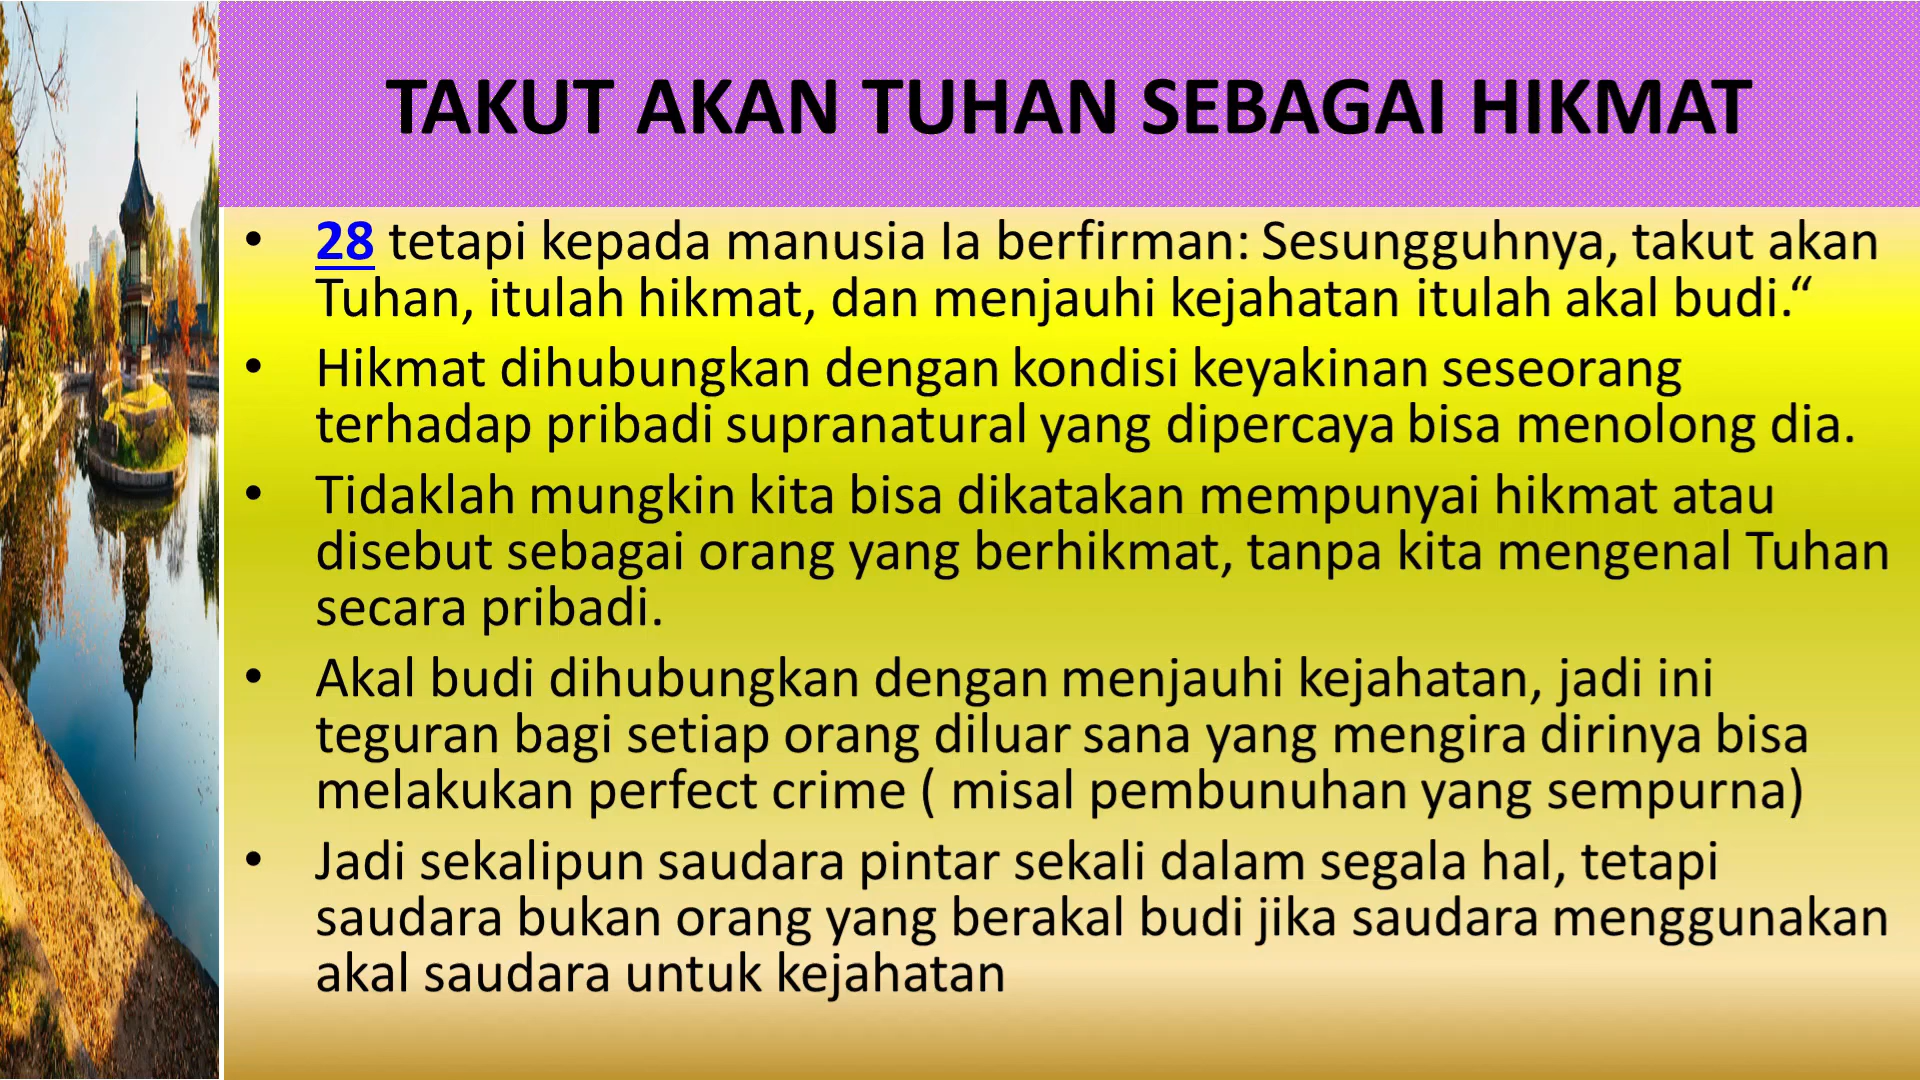 TAKUT AKAN TUHAN SEBAGAI HIKMAT
• 28 tetapi kepada manusia Ia berfirman: Sesungguhnya, takut akan
Tuhan, itulah hikmat, dan menjauhi kejahatan itulah akal budi.“
• Hikmat dihubungkan dengan kondisi keyakinan seseorang
terhadap pribadi supranatural yang dipercaya bisa menolong dia.
• Tidaklah mungkin kita bisa dikatakan mempunyai hikmat atau
disebut sebagai orang yang berhikmat, tanpa kita mengenal Tuhan
secara pribadi.
• Akal budi dihubungkan dengan menjauhi kejahatan, jadi ini
teguran bagi setiap orang diluar sana yang mengira dirinya bisa
melakukan perfect crime ( misal pembunuhan yang sempurna)
• Jadi sekalipun saudara pintar sekali dalam segala hal, tetapi
saudara bukan orang yang berakal budi jika saudara menggunakan
akal saudara untuk kejahatan